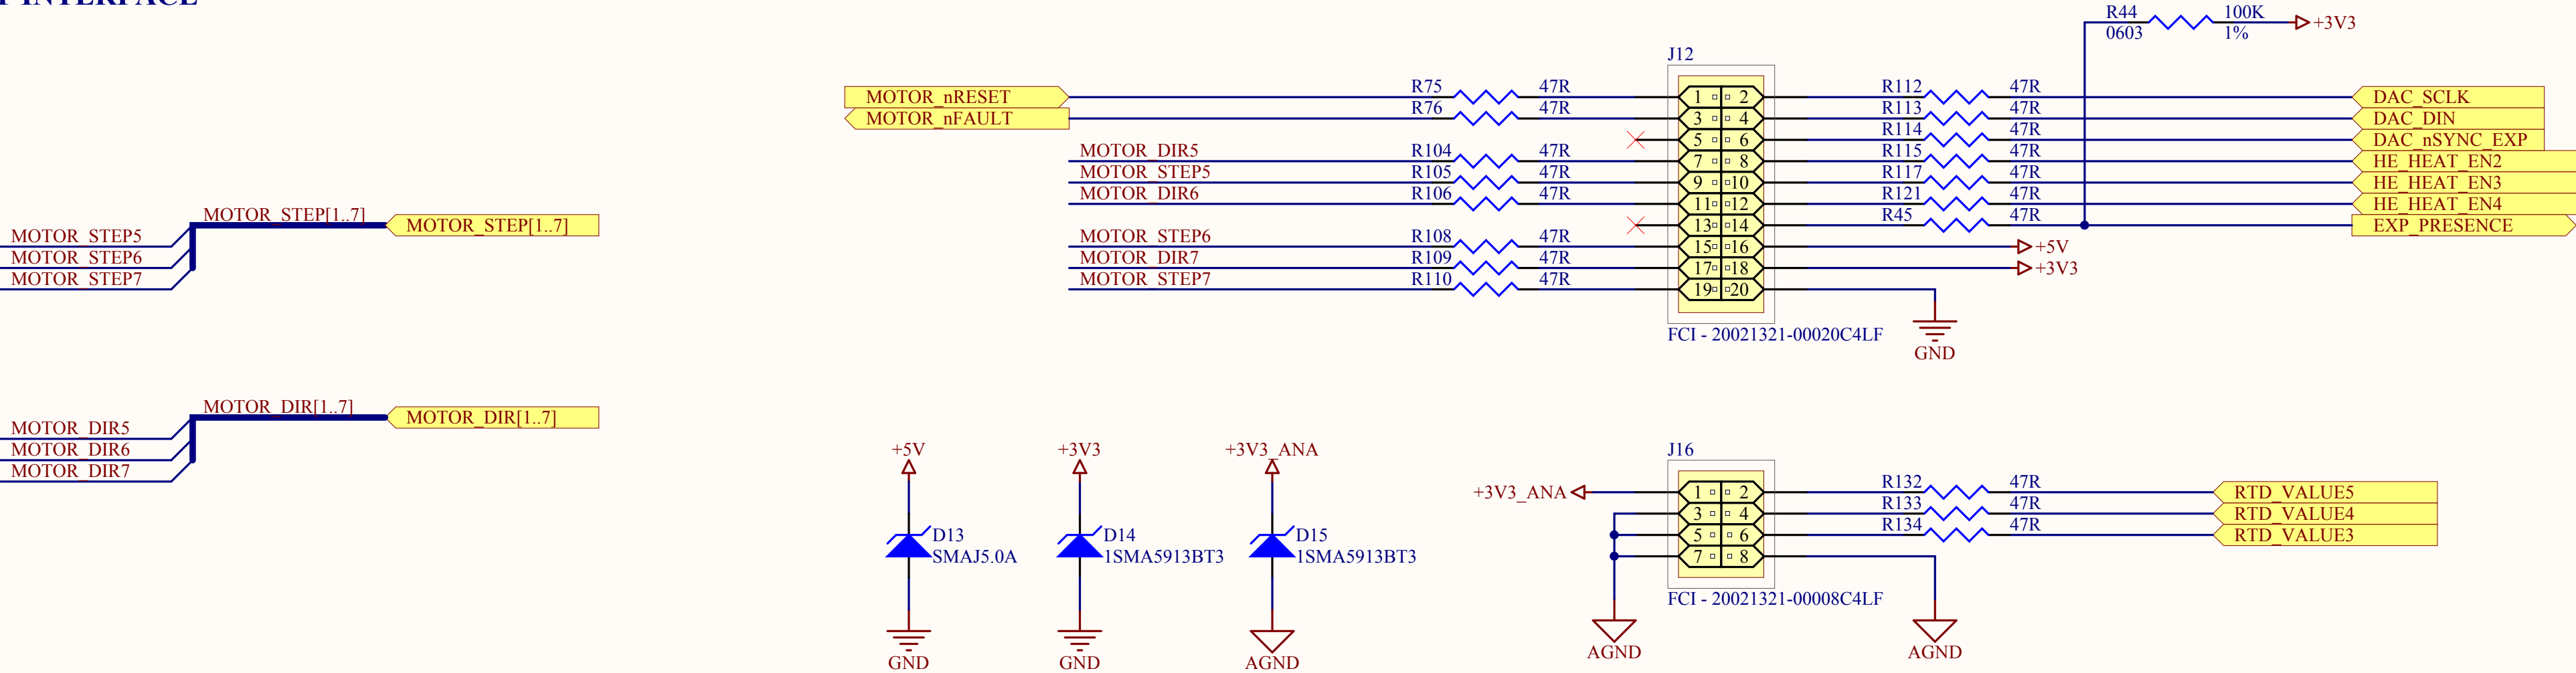 INTERFACE
R44 100K
0603 1%
+3V3
J12
MOTOR_nRESET R75 47R 1 2 R112 47R DAC_SCLK
MOTOR_nFAULT R76 47R 3 4 R113 47R DAC_DIN
5 6 R114 47R DAC_nSYNC_EXP
MOTOR_DIR5 R104 47R 7 8 R115 47R HE_HEAT_EN2
MOTOR_STEP5 R105 47R 9 10 R117 47R HE_HEAT_EN3
MOTOR_DIR6 R106 47R 11 12 R121 47R HE_HEAT_EN4
13 14 R45 47R EXP_PRESENCE
MOTOR_STEP6 R108 47R 15 16 +5V
MOTOR_DIR7 R109 47R 17 18 +3V3
MOTOR_STEP7 R110 47R 19 20
FCI - 20021321-00020C4LF
GND
MOTOR_STEP[1..7] MOTOR_STEP[1..7]
MOTOR_STEP5
MOTOR_STEP6
MOTOR_STEP7
MOTOR_DIR[1..7] MOTOR_DIR[1..7]
MOTOR_DIR5
MOTOR_DIR6
MOTOR_DIR7
+5V
D13
SMAJ5.0A
GND
+3V3
D14
1SMA5913BT3
GND
+3V3_ANA
D15
1SMA5913BT3
AGND
J16
+3V3_ANA 1 2 R132 47R RTD_VALUE5
3 4 R133 47R RTD_VALUE4
5 6 R134 47R RTD_VALUE3
7 8
FCI - 20021321-00008C4LF
AGND AGND